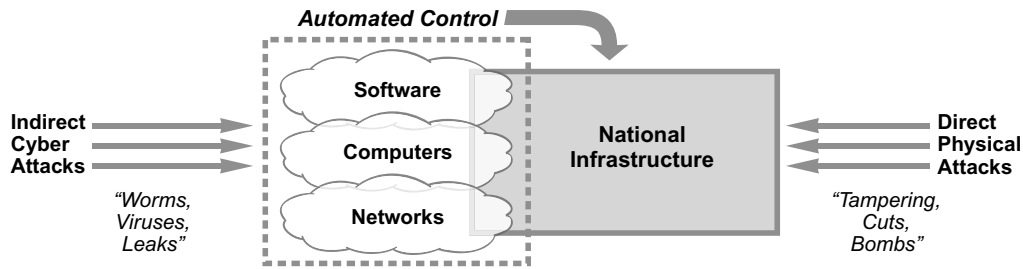 Automated Control
Software
Computers
Networks
National
Infrastructure
Indirect
Cyber
Attacks
“Worms,
Viruses,
Leaks”
Direct
Physical
Attacks
“Tampering,
Cuts,
Bombs”